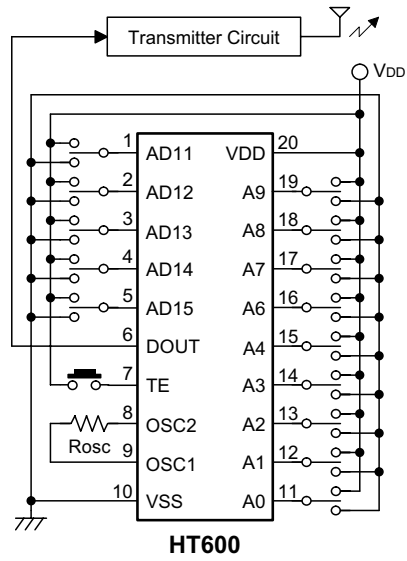 Transmitter Circuit
VDD
1 AD11 VDD 20
2 AD12 A9 19
3 AD13 A8 18
4 AD14 A7 17
5 AD15 A6 16
6 DOUT A4 15
7 TE A3 14
8 OSC2 A2 13
Rosc
9 OSC1 A1 12
10 VSS A0 11
HT600